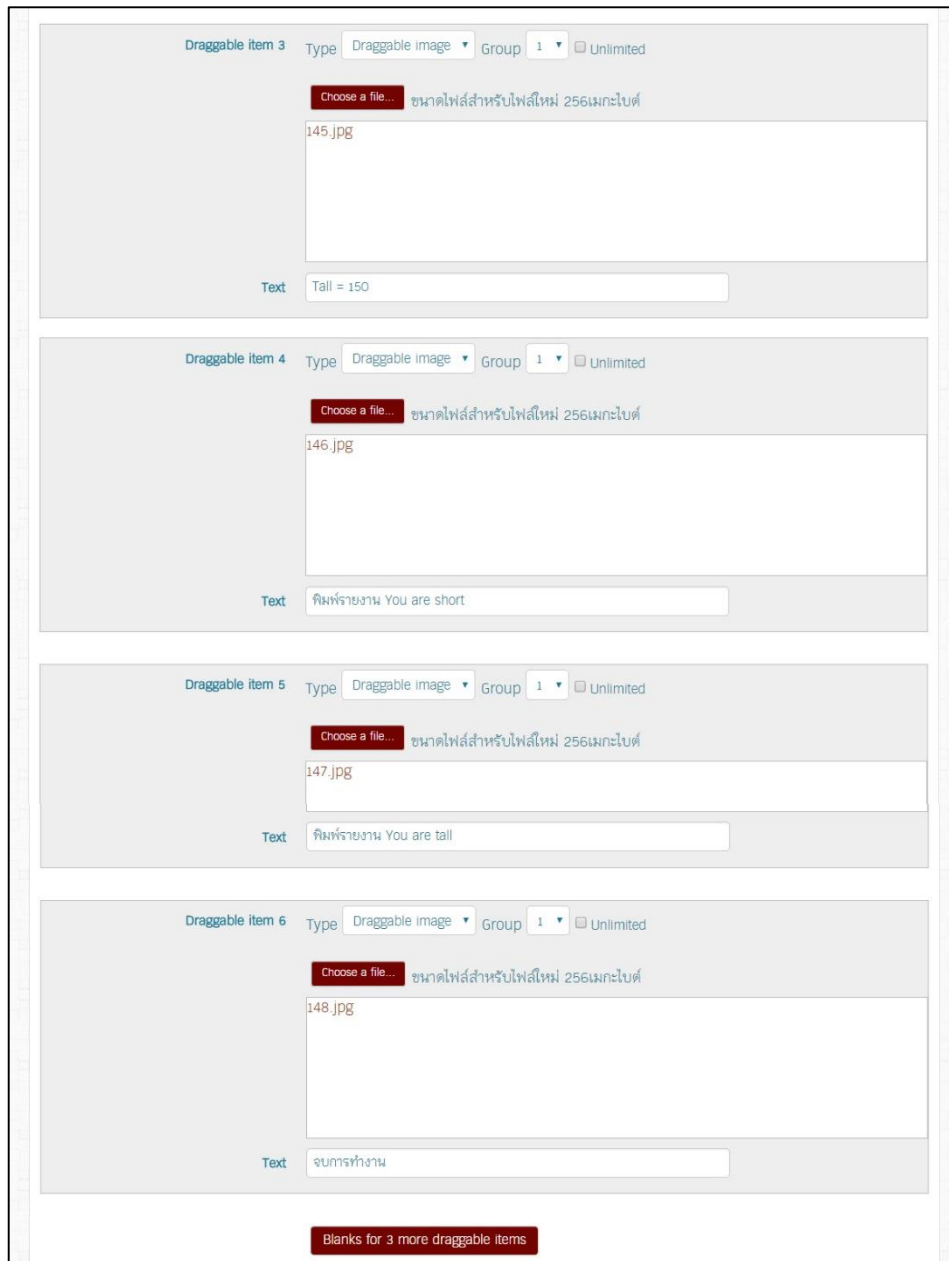 Draggable item 3 Type Draggable image Group 1 Unlimited
Choose a file... ขนาดไฟล์สำหรับไฟล์ใหม่ 256เมกะไบต์
145.jpg
Text Tall = 150
Draggable item 4 Type Draggable image Group 1 Unlimited
Choose a file... ขนาดไฟล์สำหรับไฟล์ใหม่ 256เมกะไบต์
146.jpg
Text พิมพ์รายงาน You are short
Draggable item 5 Type Draggable image Group 1 Unlimited
Choose a file... ขนาดไฟล์สำหรับไฟล์ใหม่ 256เมกะไบต์
147.jpg
Text พิมพ์รายงาน You are tall
Draggable item 6 Type Draggable image Group 1 Unlimited
Choose a file... ขนาดไฟล์สำหรับไฟล์ใหม่ 256เมกะไบต์
148.jpg
Text จบการทำงาน
Blanks for 3 more draggable items